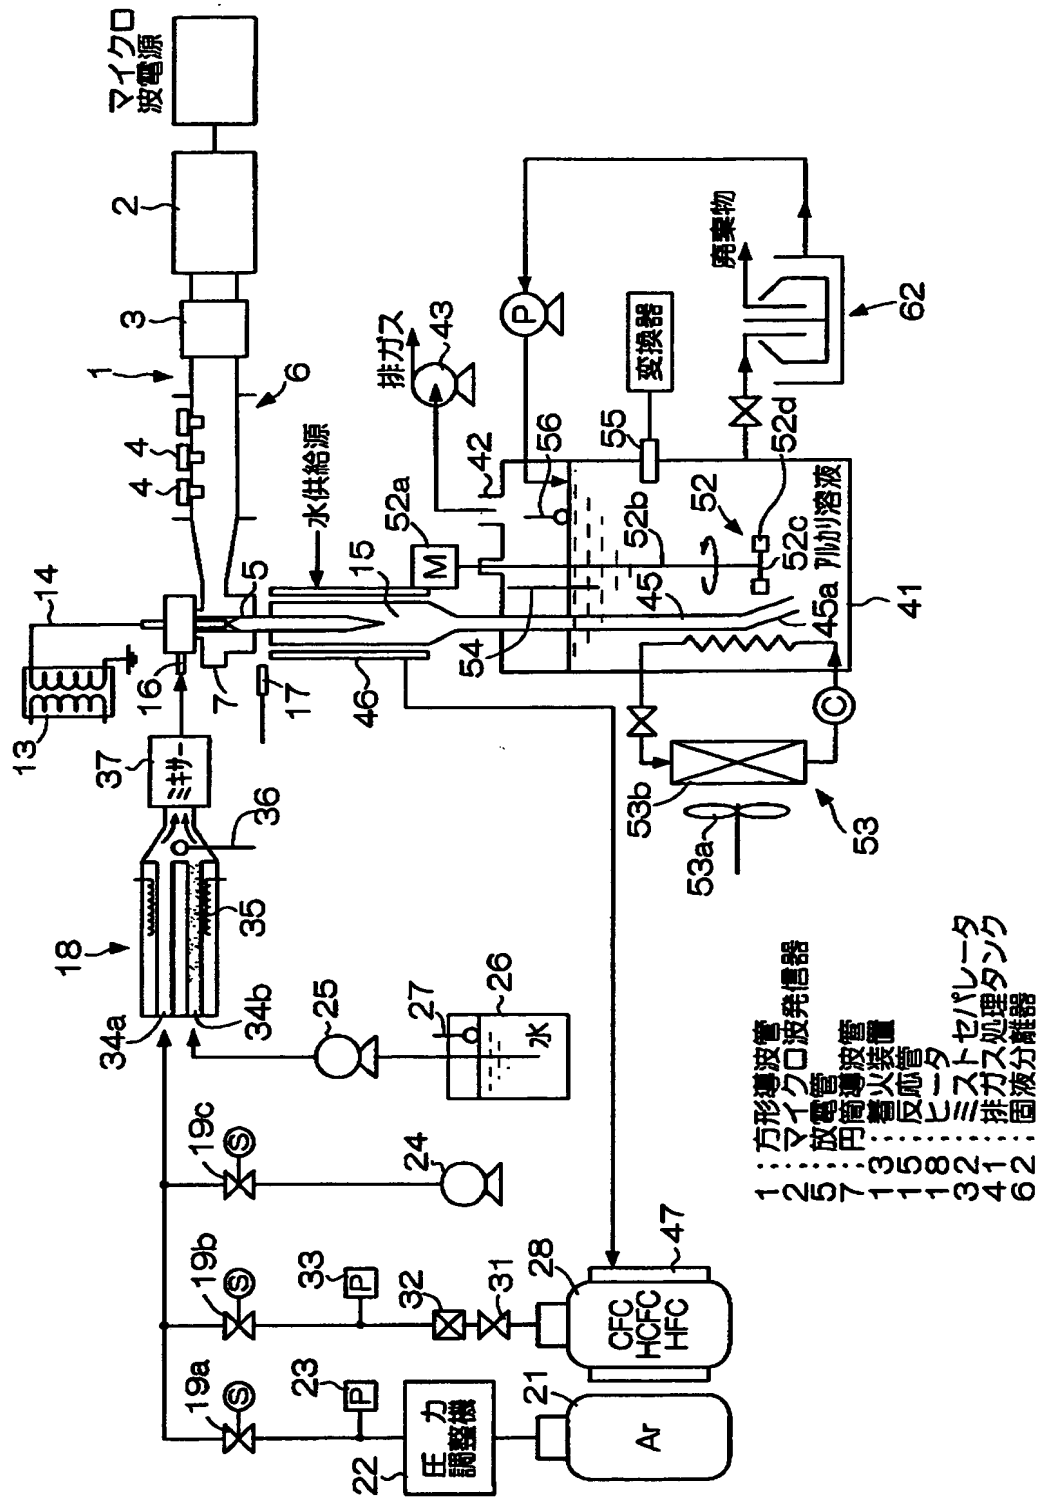 マイクロ
波電源
2
3
1
4
4
6
5
7
14
13
16
17
37
ミキサー
36
35
18
34a
34b
25
27
26
水
24
19c
S
19b
S
19a
S
33
P
32
31
23
P
22
圧力
調整機
28
CFC
HCFC
HFC
47
21
Ar
水供給源
15
46
52a
M
排ガス
43
42
56
P
55
変換器
廃棄物
62
54
52b
52
52d
52c
45
45a
アルカリ溶液
41
C
53b
53a
53
1：方形導波管
2：マイクロ波発信器
5：放電管
7：円筒導波管
13：着火装置
15：反応管
18：ヒータ
32：ミストセパレータ
41：排ガス処理タンク
62：固液分離器